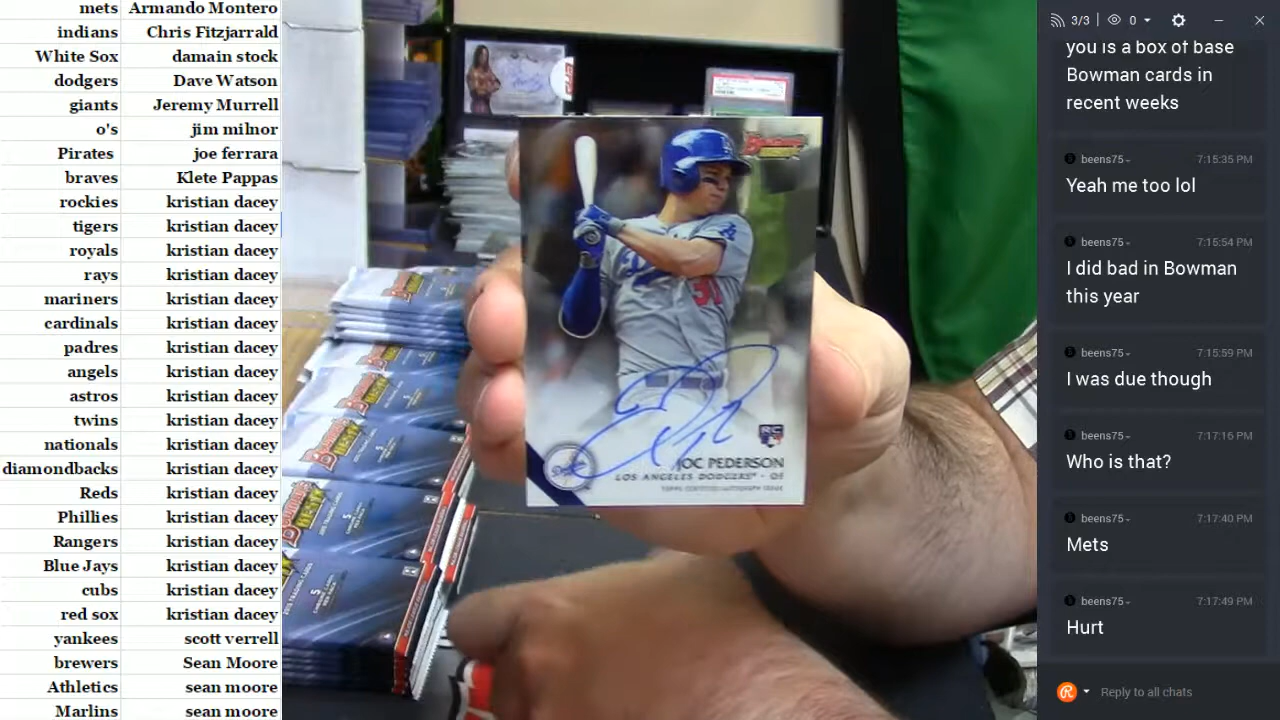 mets Armando Montero
indians Chris Fitzjarrald
White Sox damain stock
dodgers Dave Watson
giants Jeremy Murrell
o's jim milnor
Pirates joe ferrara
braves Klete Pappas
rockies kristian dacey
tigers kristian dacey
royals kristian dacey
rays kristian dacey
mariners kristian dacey
cardinals kristian dacey
padres kristian dacey
angels kristian dacey
astros kristian dacey
twins kristian dacey
nationals kristian dacey
diamondbacks kristian dacey
Reds kristian dacey
Phillies kristian dacey
Rangers kristian dacey
Blue Jays kristian dacey
cubs kristian dacey
red sox kristian dacey
yankees scott verrell
brewers Sean Moore
Athletics sean moore
Marlins sean moore
31
RC
JOC PEDERSON
LOS ANGELES DODGERS® - OF
TOPPS CERTIFIED AUTOGRAPH ISSUE
3/3
0
you is a box of base
Bowman cards in
recent weeks
beens75 7:15:35 PM
Yeah me too lol
beens75 7:15:54 PM
I did bad in Bowman
this year
beens75 7:15:59 PM
I was due though
beens75 7:17:16 PM
Who is that?
beens75 7:17:40 PM
Mets
beens75 7:17:49 PM
Hurt
Reply to all chats